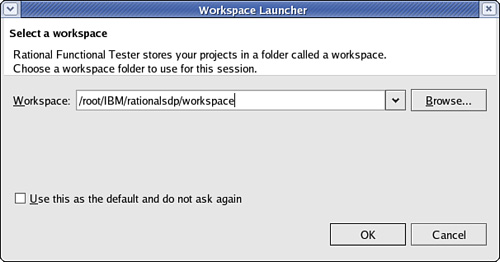 Workspace Launcher
Select a workspace
Rational Functional Tester stores your projects in a folder called a workspace.
Choose a workspace folder to use for this session.
Workspace: /root/IBM/rationalsdp/workspace Browse...
Use this as the default and do not ask again
OK Cancel